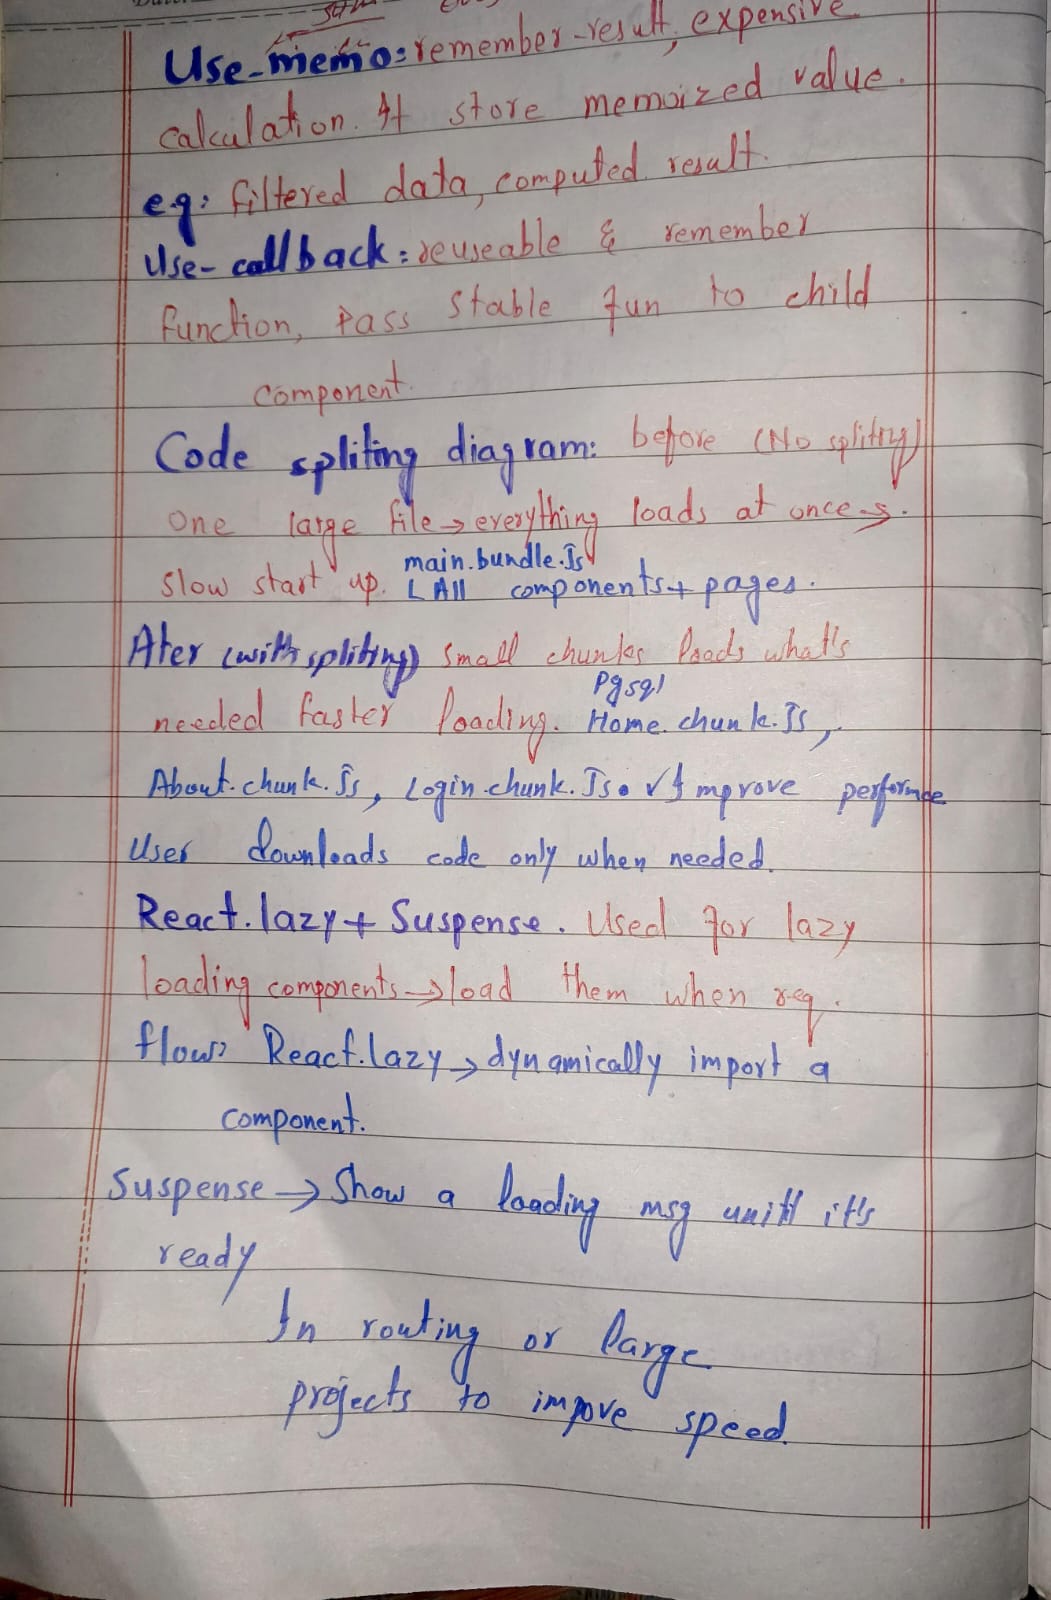 Use-memo: remember-result, expensive
calculation. It store memoized value.
e.g: filtered data, computed result.
Use-callback: reuseable & remember
function, pass stable fun to child
component.
Code spliting diagram: before (No spliting)
one large file → everything loads at once →.
slow start up. main.bundle.Js
L All components + pages.
Ater (with spliting) small chunks loads what's
needed faster loading. Pgsql
Home.chunk.Js,
About.chunk.Js, Login.chunk.Js. ✓ Improve performce
User downloads code only when needed.
React.lazy + Suspense. Used for lazy
loading components → load them when req.
flow: React.lazy → dynamically import a
component.
Suspense → Show a loading msg until it's
ready
In routing or large
projects to impove speed.